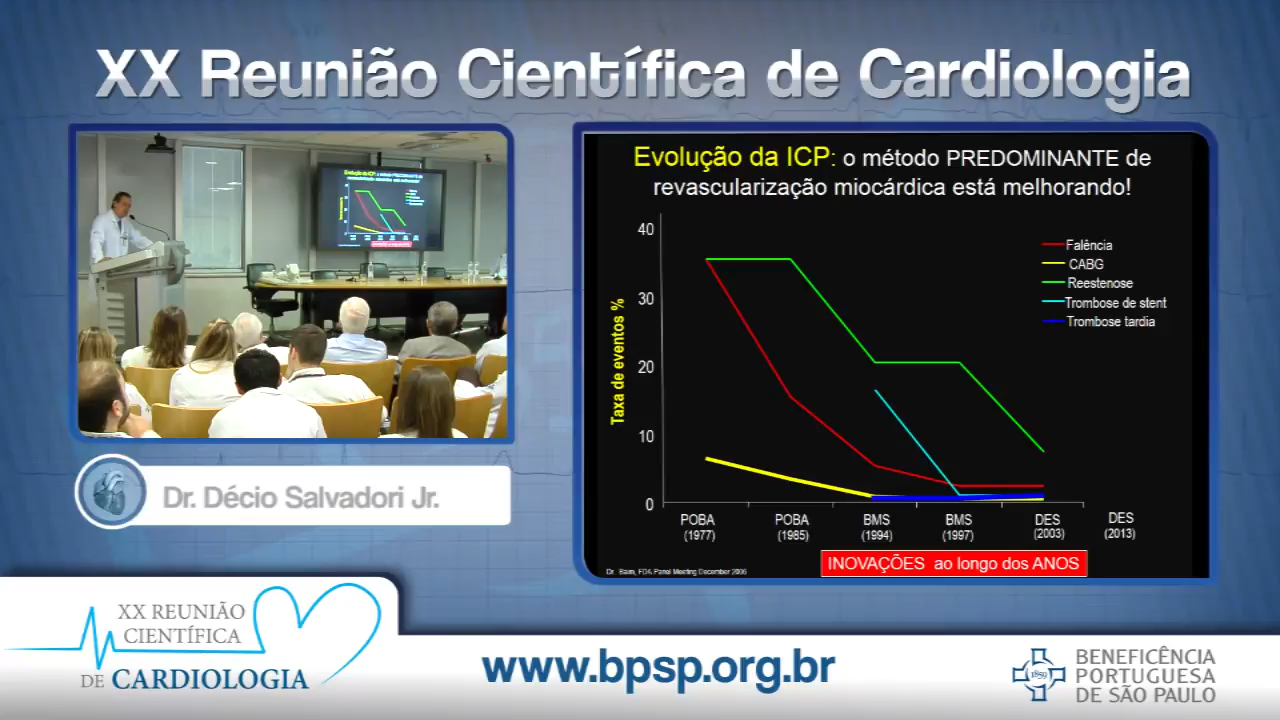 XX Reunião Científica de Cardiologia
Evolução da ICP: o método PREDOMINANTE de
revascularização miocárdica está melhorando!
Taxa de eventos %
40
30
20
10
0
Falência
CABG
Reestenose
Trombose de stent
Trombose tardia
POBA
(1977)
POBA
(1985)
BMS
(1994)
BMS
(1997)
DES
(2003)
DES
(2013)
INOVAÇÕES ao longo dos ANOS
Dr. Baim, FDA Panel Meeting December 2006
Dr. Décio Salvadori Jr.
XX REUNIÃO
CIENTÍFICA
DE CARDIOLOGIA
www.bpsp.org.br
1859
BENEFICÊNCIA
PORTUGUESA
DE SÃO PAULO